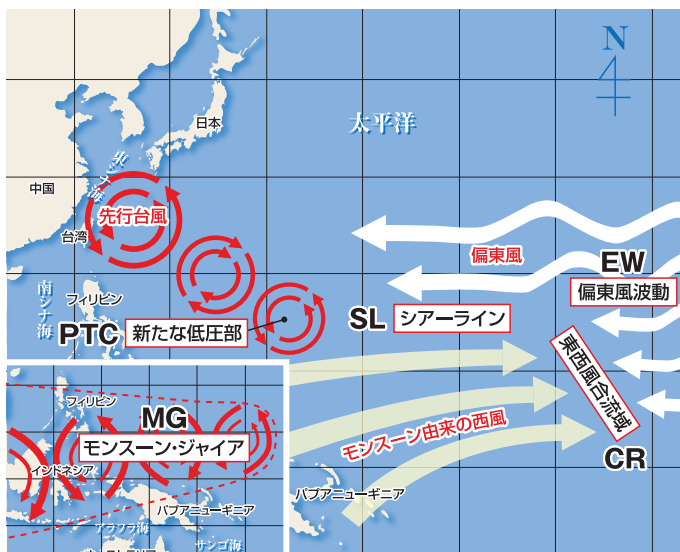 N
日本
太平洋
中国
東シナ海
先行台風
台湾
偏東風
EW
偏東風波動
フィリピン
南シナ海
PTC
新たな低圧部
SL
シアーライン
東西風合流域
CR
モンスーン由来の西風
パプアニューギニア
フィリピン
MG
モンスーン・ジャイア
インドネシア
パプアニューギニア
アラフラ海
サンゴ海